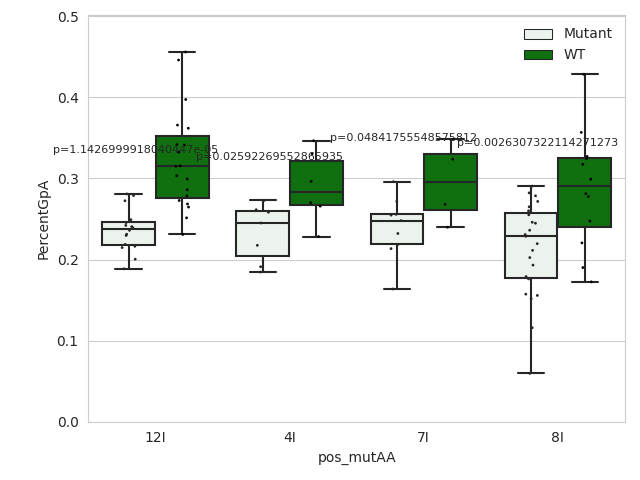 0.5
Mutant
WT
0.4
p=1.1426999918040447e-05
p=0.02592269552865935
p=0.04841755548575812
p=0.0026307322114271273
0.3
PercentGpA
0.2
0.1
0.0
12I 4I 7I 8I
pos_mutAA